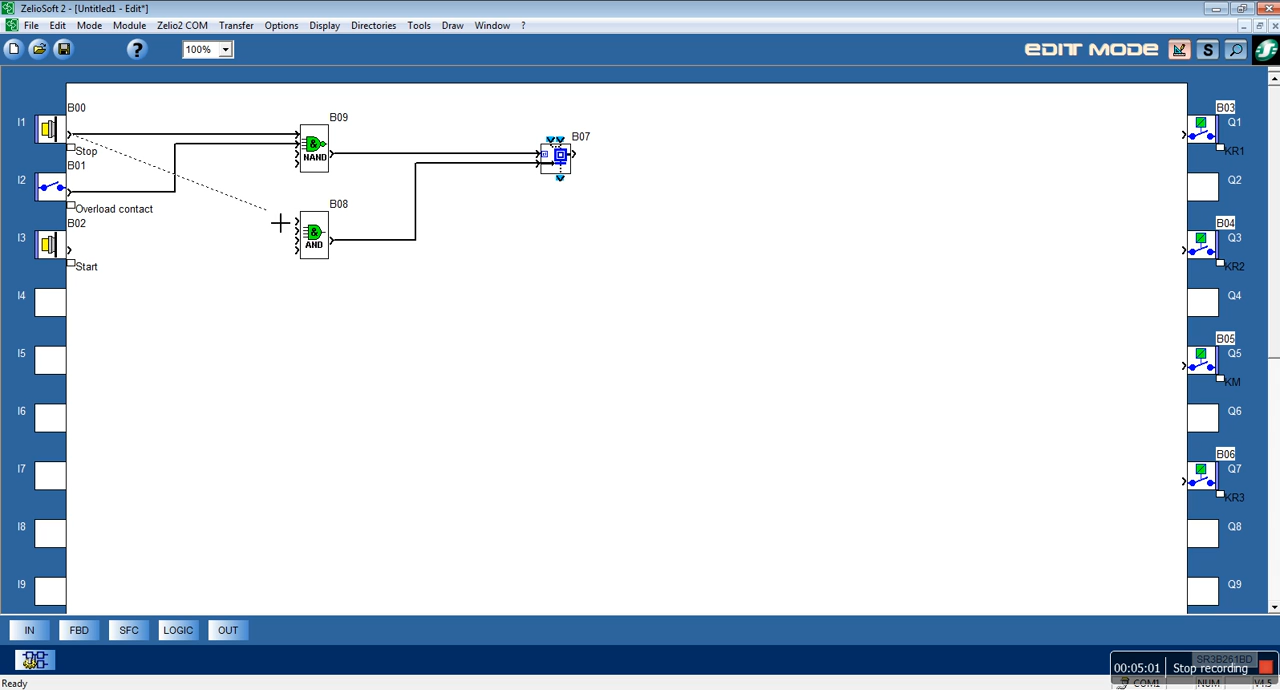 ZelioSoft 2 - [Untitled1 - Edit*]
File Edit Mode Module Zelio2 COM Transfer Options Display Directories Tools Draw Window ?
? 100% EDIT MODE S
B00
I1
Stop
B01
I2
Overload contact
B02
I3
Start
I4
I5
I6
I7
I8
I9
B09
&
NAND
B08
&
AND
B07
B03
Q1
KR1
Q2
B04
Q3
KR2
Q4
B05
Q5
KM
Q6
B06
Q7
KR3
Q8
Q9
IN FBD SFC LOGIC OUT
SR3B261BD
00:05:01 Stop recording
Ready COM1 NUM V4.5